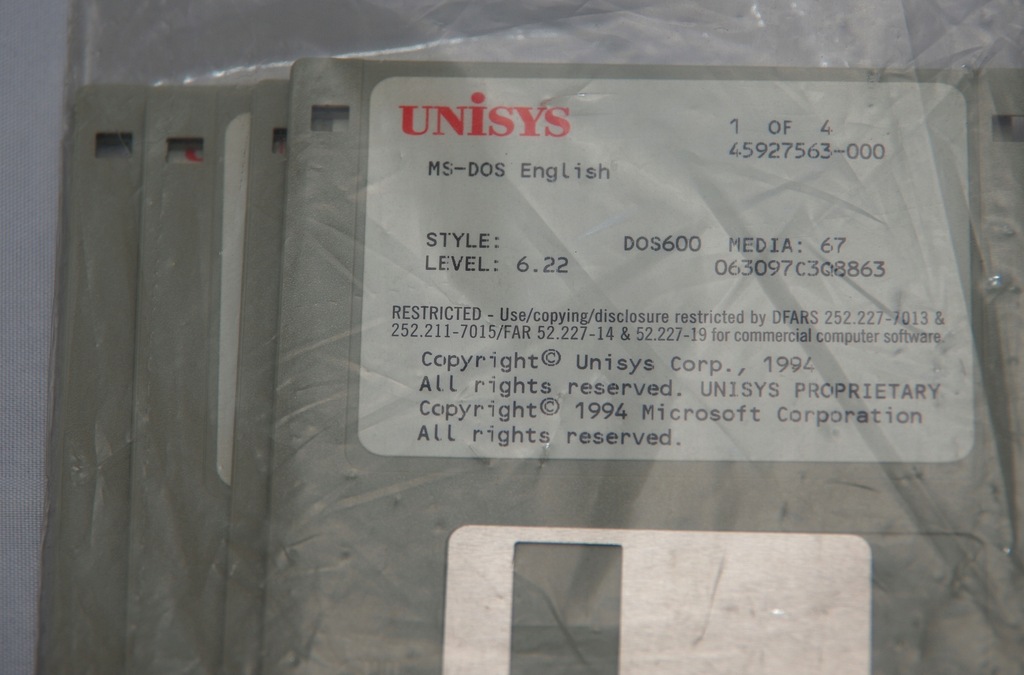 UNiSYS
1 OF 4
45927563-000
MS-DOS English
STYLE: DOS600 MEDIA: 67
LEVEL: 6.22 063097C3Q8863
RESTRICTED - Use/copying/disclosure restricted by DFARS 252.227-7013 &
252.211-7015/FAR 52.227-14 & 52.227-19 for commercial computer software.
Copyright© Unisys Corp., 1994
All rights reserved. UNISYS PROPRIETARY
Copyright© 1994 Microsoft Corporation
All rights reserved.